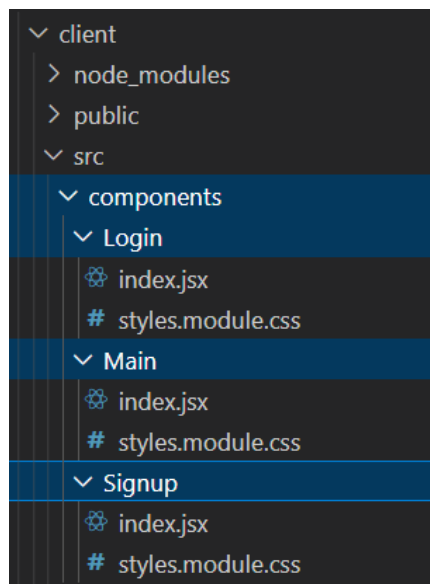 client
node_modules
public
src
components
Login
index.jsx
# styles.module.css
Main
index.jsx
# styles.module.css
Signup
index.jsx
# styles.module.css